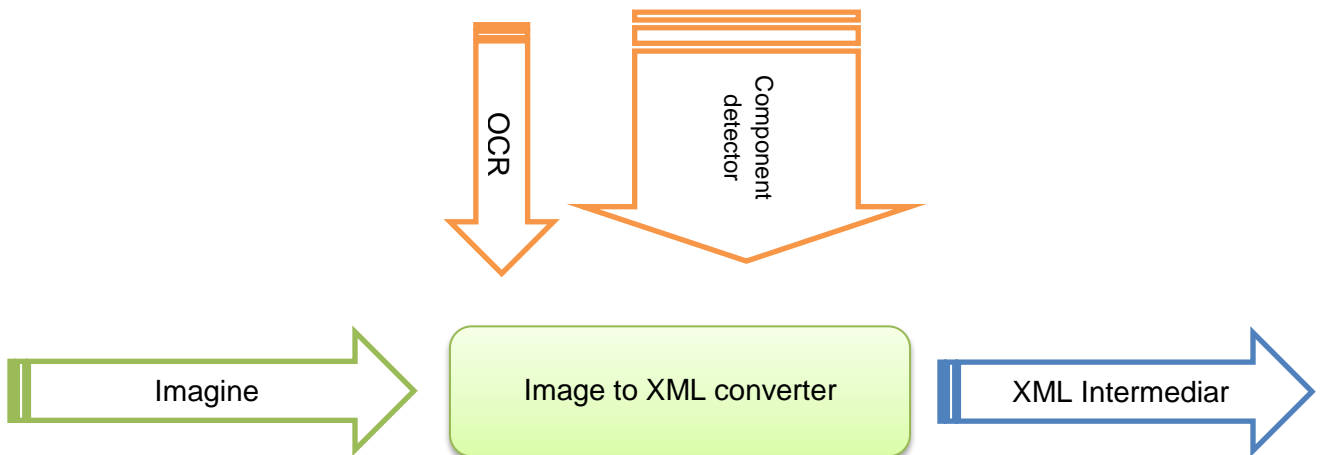 OCR
Component
detector
Imagine
Image to XML converter
XML Intermediar